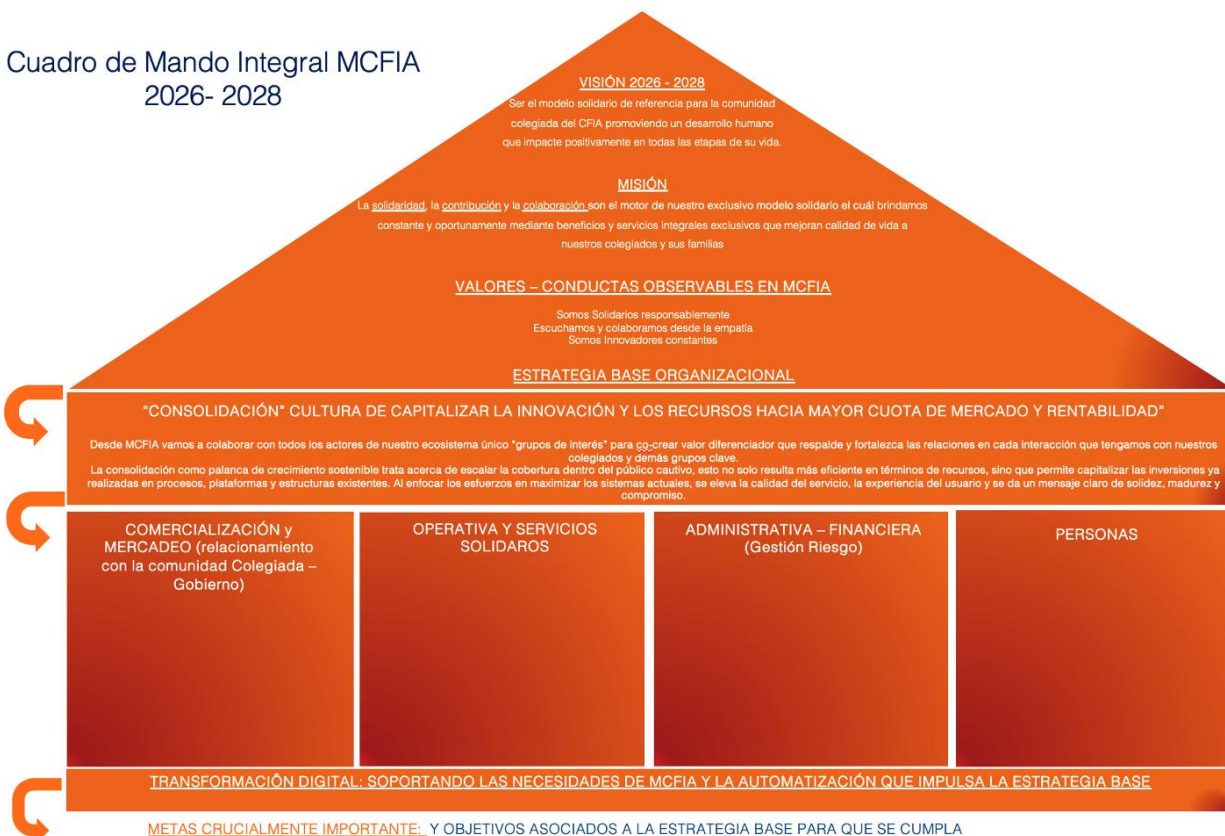 Cuadro de Mando Integral MCFIA
2026- 2028
VISIÓN 2026 - 2028
Ser el modelo solidario de referencia para la comunidad
colegiada del CFIA promoviendo un desarrollo humano
que impacte positivamente en todas las etapas de su vida.
MISIÓN
La solidaridad, la contribución y la colaboración son el motor de nuestro exclusivo modelo solidario el cuál brindamos
constante y oportunamente mediante beneficios y servicios integrales exclusivos que mejoran calidad de vida a
nuestros colegiados y sus familias
VALORES – CONDUCTAS OBSERVABLES EN MCFIA
Somos Solidarios responsablemente
Escuchamos y colaboramos desde la empatía
Somos Innovadores constantes
ESTRATEGIA BASE ORGANIZACIONAL
“CONSOLIDACIÓN” CULTURA DE CAPITALIZAR LA INNOVACIÓN Y LOS RECURSOS HACIA MAYOR CUOTA DE MERCADO Y RENTABILIDAD”
Desde MCFIA vamos a colaborar con todos los actores de nuestro ecosistema único “grupos de interés” para co-crear valor diferenciador que respalde y fortalezca las relaciones en cada interacción que tengamos con nuestros
colegiados y demás grupos clave.
La consolidación como palanca de crecimiento sostenible trata acerca de escalar la cobertura dentro del público cautivo, esto no solo resulta más eficiente en términos de recursos, sino que permite capitalizar las inversiones ya
realizadas en procesos, plataformas y estructuras existentes. Al enfocar los esfuerzos en maximizar los sistemas actuales, se eleva la calidad del servicio, la experiencia del usuario y se da un mensaje claro de solidez, madurez y
compromiso.
COMERCIALIZACIÓN y
MERCADEO (relacionamiento
con la comunidad Colegiada –
Gobierno)
OPERATIVA Y SERVICIOS
SOLIDAROS
ADMINISTRATIVA – FINANCIERA
(Gestión Riesgo)
PERSONAS
TRANSFORMACIÔN DIGITAL: SOPORTANDO LAS NECESIDADES DE MCFIA Y LA AUTOMATIZACIÓN QUE IMPULSA LA ESTRATEGIA BASE
METAS CRUCIALMENTE IMPORTANTE: Y OBJETIVOS ASOCIADOS A LA ESTRATEGIA BASE PARA QUE SE CUMPLA